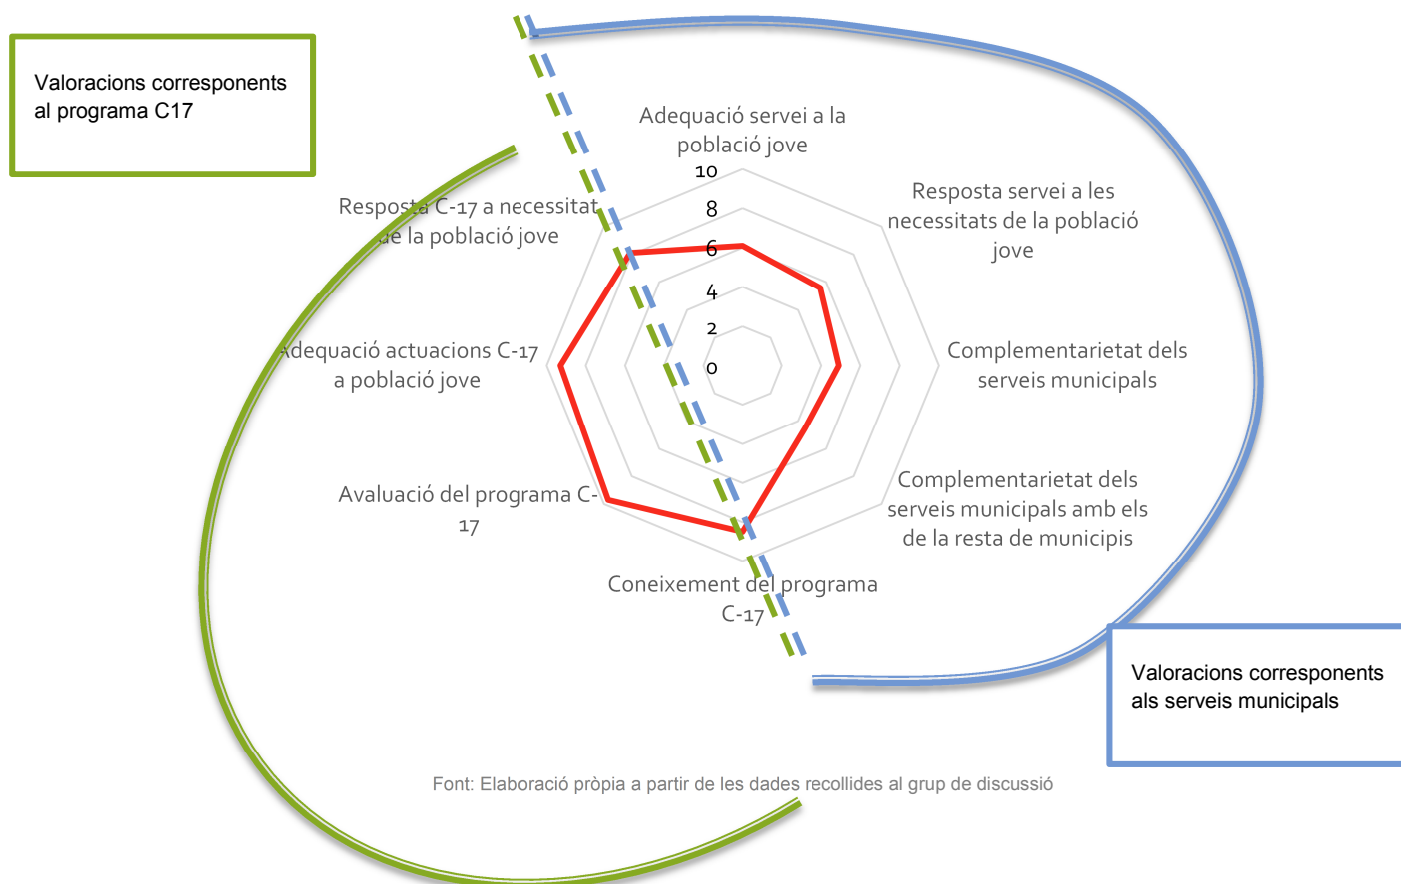 Valoracions corresponents
al programa C17
Adequació servei a la
població jove
10
8
6
4
2
0
Resposta servei a les
necessitats de la població
jove
Resposta C-17 a necessitat
de la població jove
Complementarietat dels
serveis municipals
Adequació actuacions C-17
a població jove
Complementarietat dels
serveis municipals amb els
de la resta de municipis
Avaluació del programa C-
17
Coneixement del programa
C-17
Valoracions corresponents
als serveis municipals
Font: Elaboració pròpia a partir de les dades recollides al grup de discussió